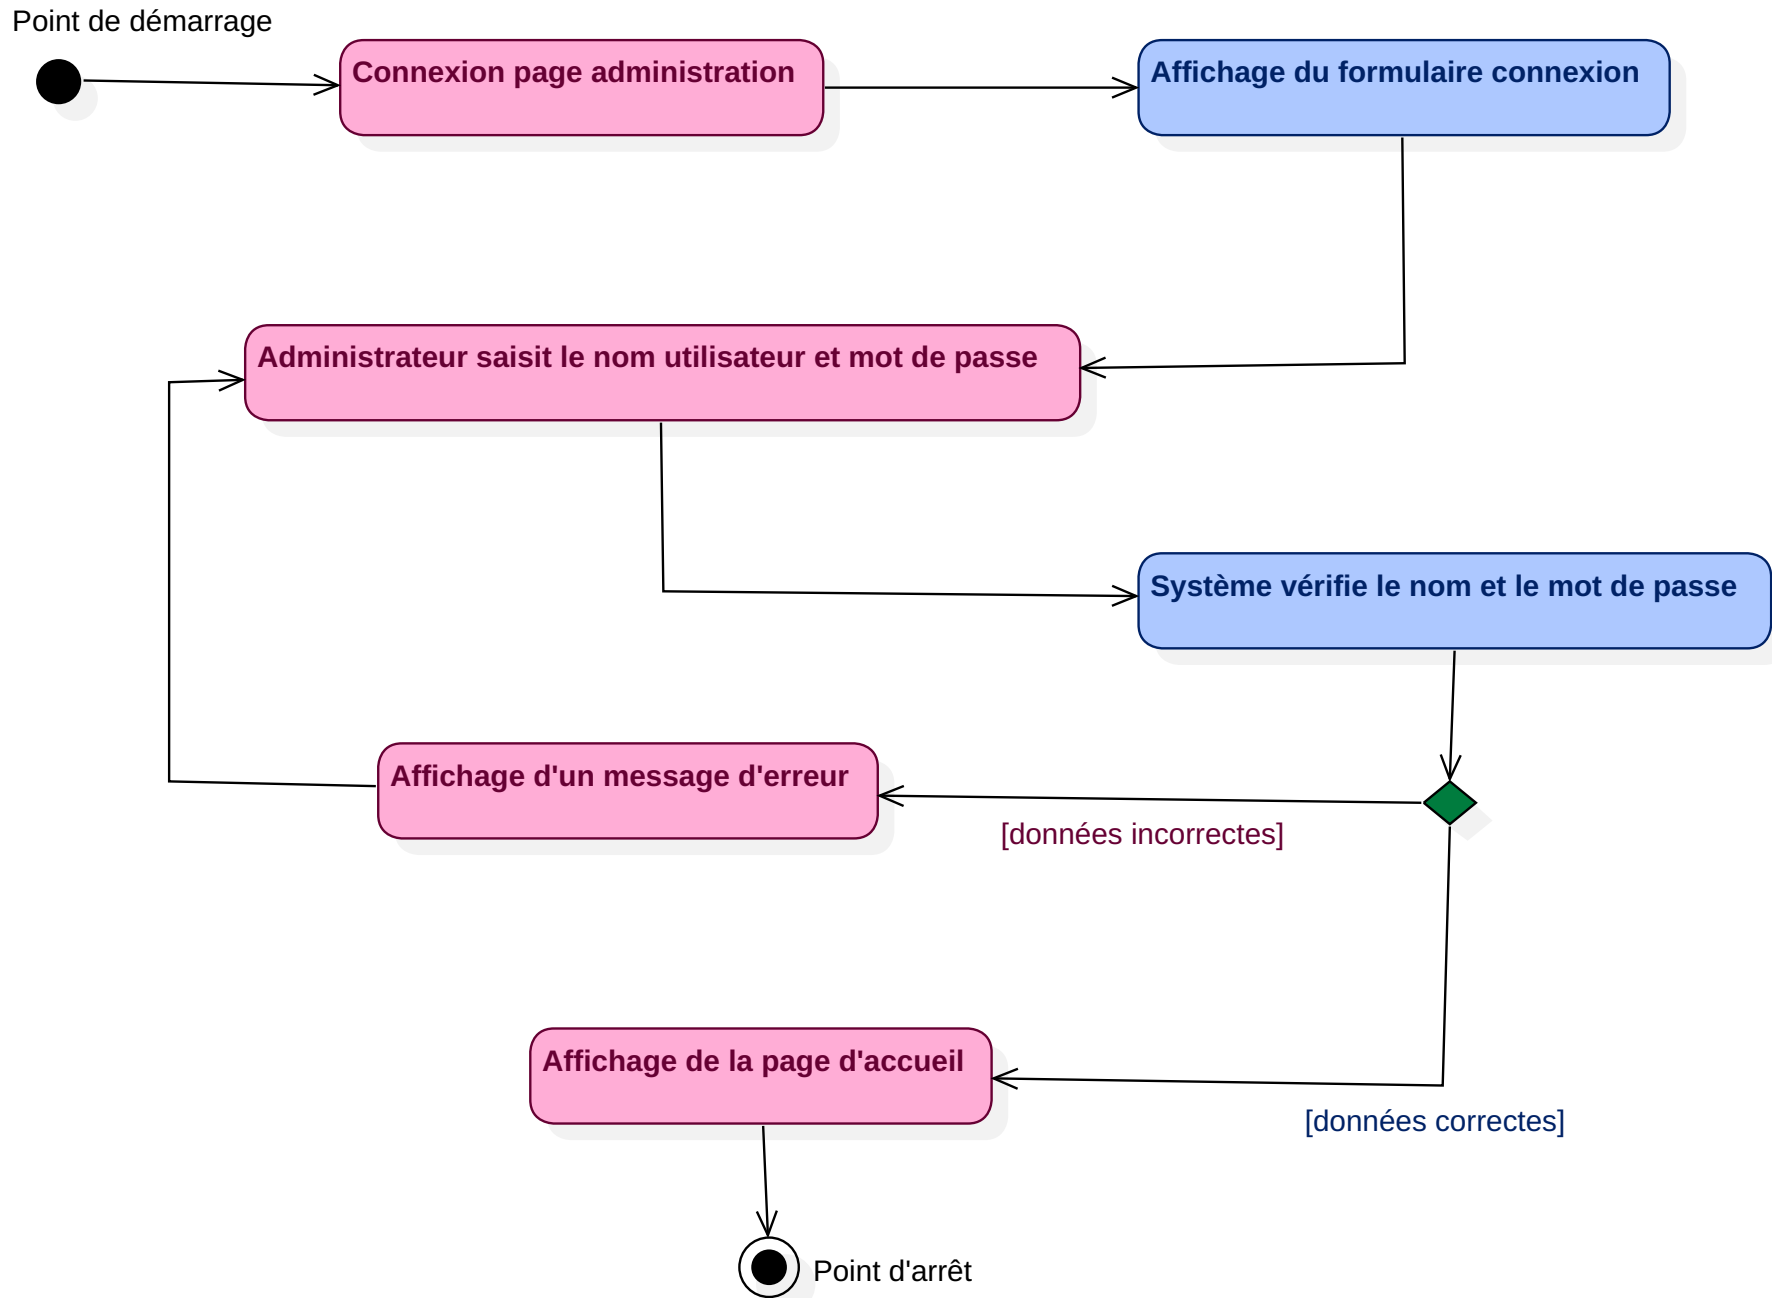 Point de démarrage
Connexion page administration
Affichage du formulaire connexion
Administrateur saisit le nom utilisateur et mot de passe
Système vérifie le nom et le mot de passe
Affichage d'un message d'erreur
[données incorrectes]
Affichage de la page d'accueil
[données correctes]
Point d'arrêt